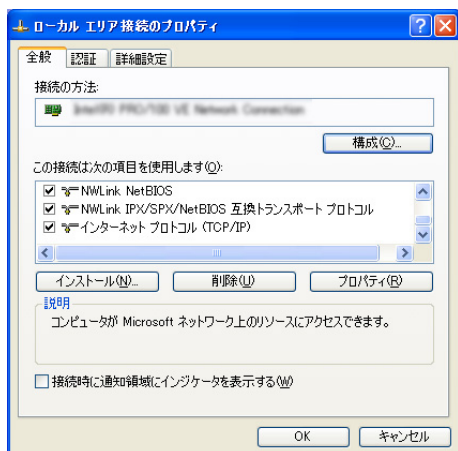 ローカル エリア接続のプロパティ
全般 認証 詳細設定
接続の方法:
Intel(R) PRO/100 VE Network Connection
構成(C)...
この接続は次の項目を使用します(O):
NWLink NetBIOS
NWLink IPX/SPX/NetBIOS 互換トランスポート プロトコル
インターネット プロトコル (TCP/IP)
インストール(N)... 削除(U) プロパティ(R)
説明
コンピュータが Microsoft ネットワーク上のリソースにアクセスできます。
接続時に通知領域にインジケータを表示する(W)
OK キャンセル